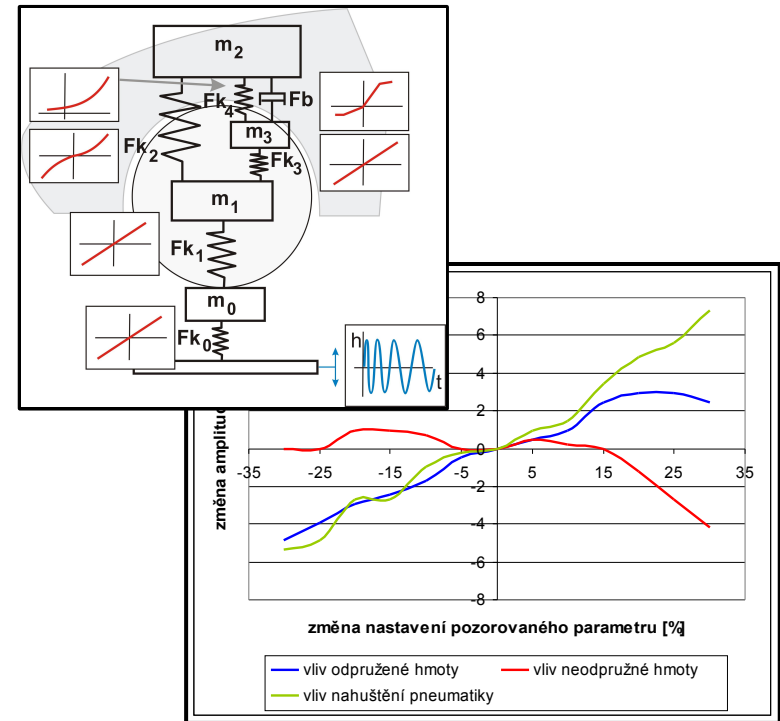 m2
Fk4
Fb
m3
Fk2
Fk3
m1
Fk1
m0
Fk0
h
t
8
6
4
2
0
-2
-4
-6
-8
-35 -25 -15 -5 5 15 25 35
změna
změna nastavení pozorovaného parametru [%]
vliv odpružené hmoty
vliv neodpružné hmoty
vliv nahuštění pneumatiky